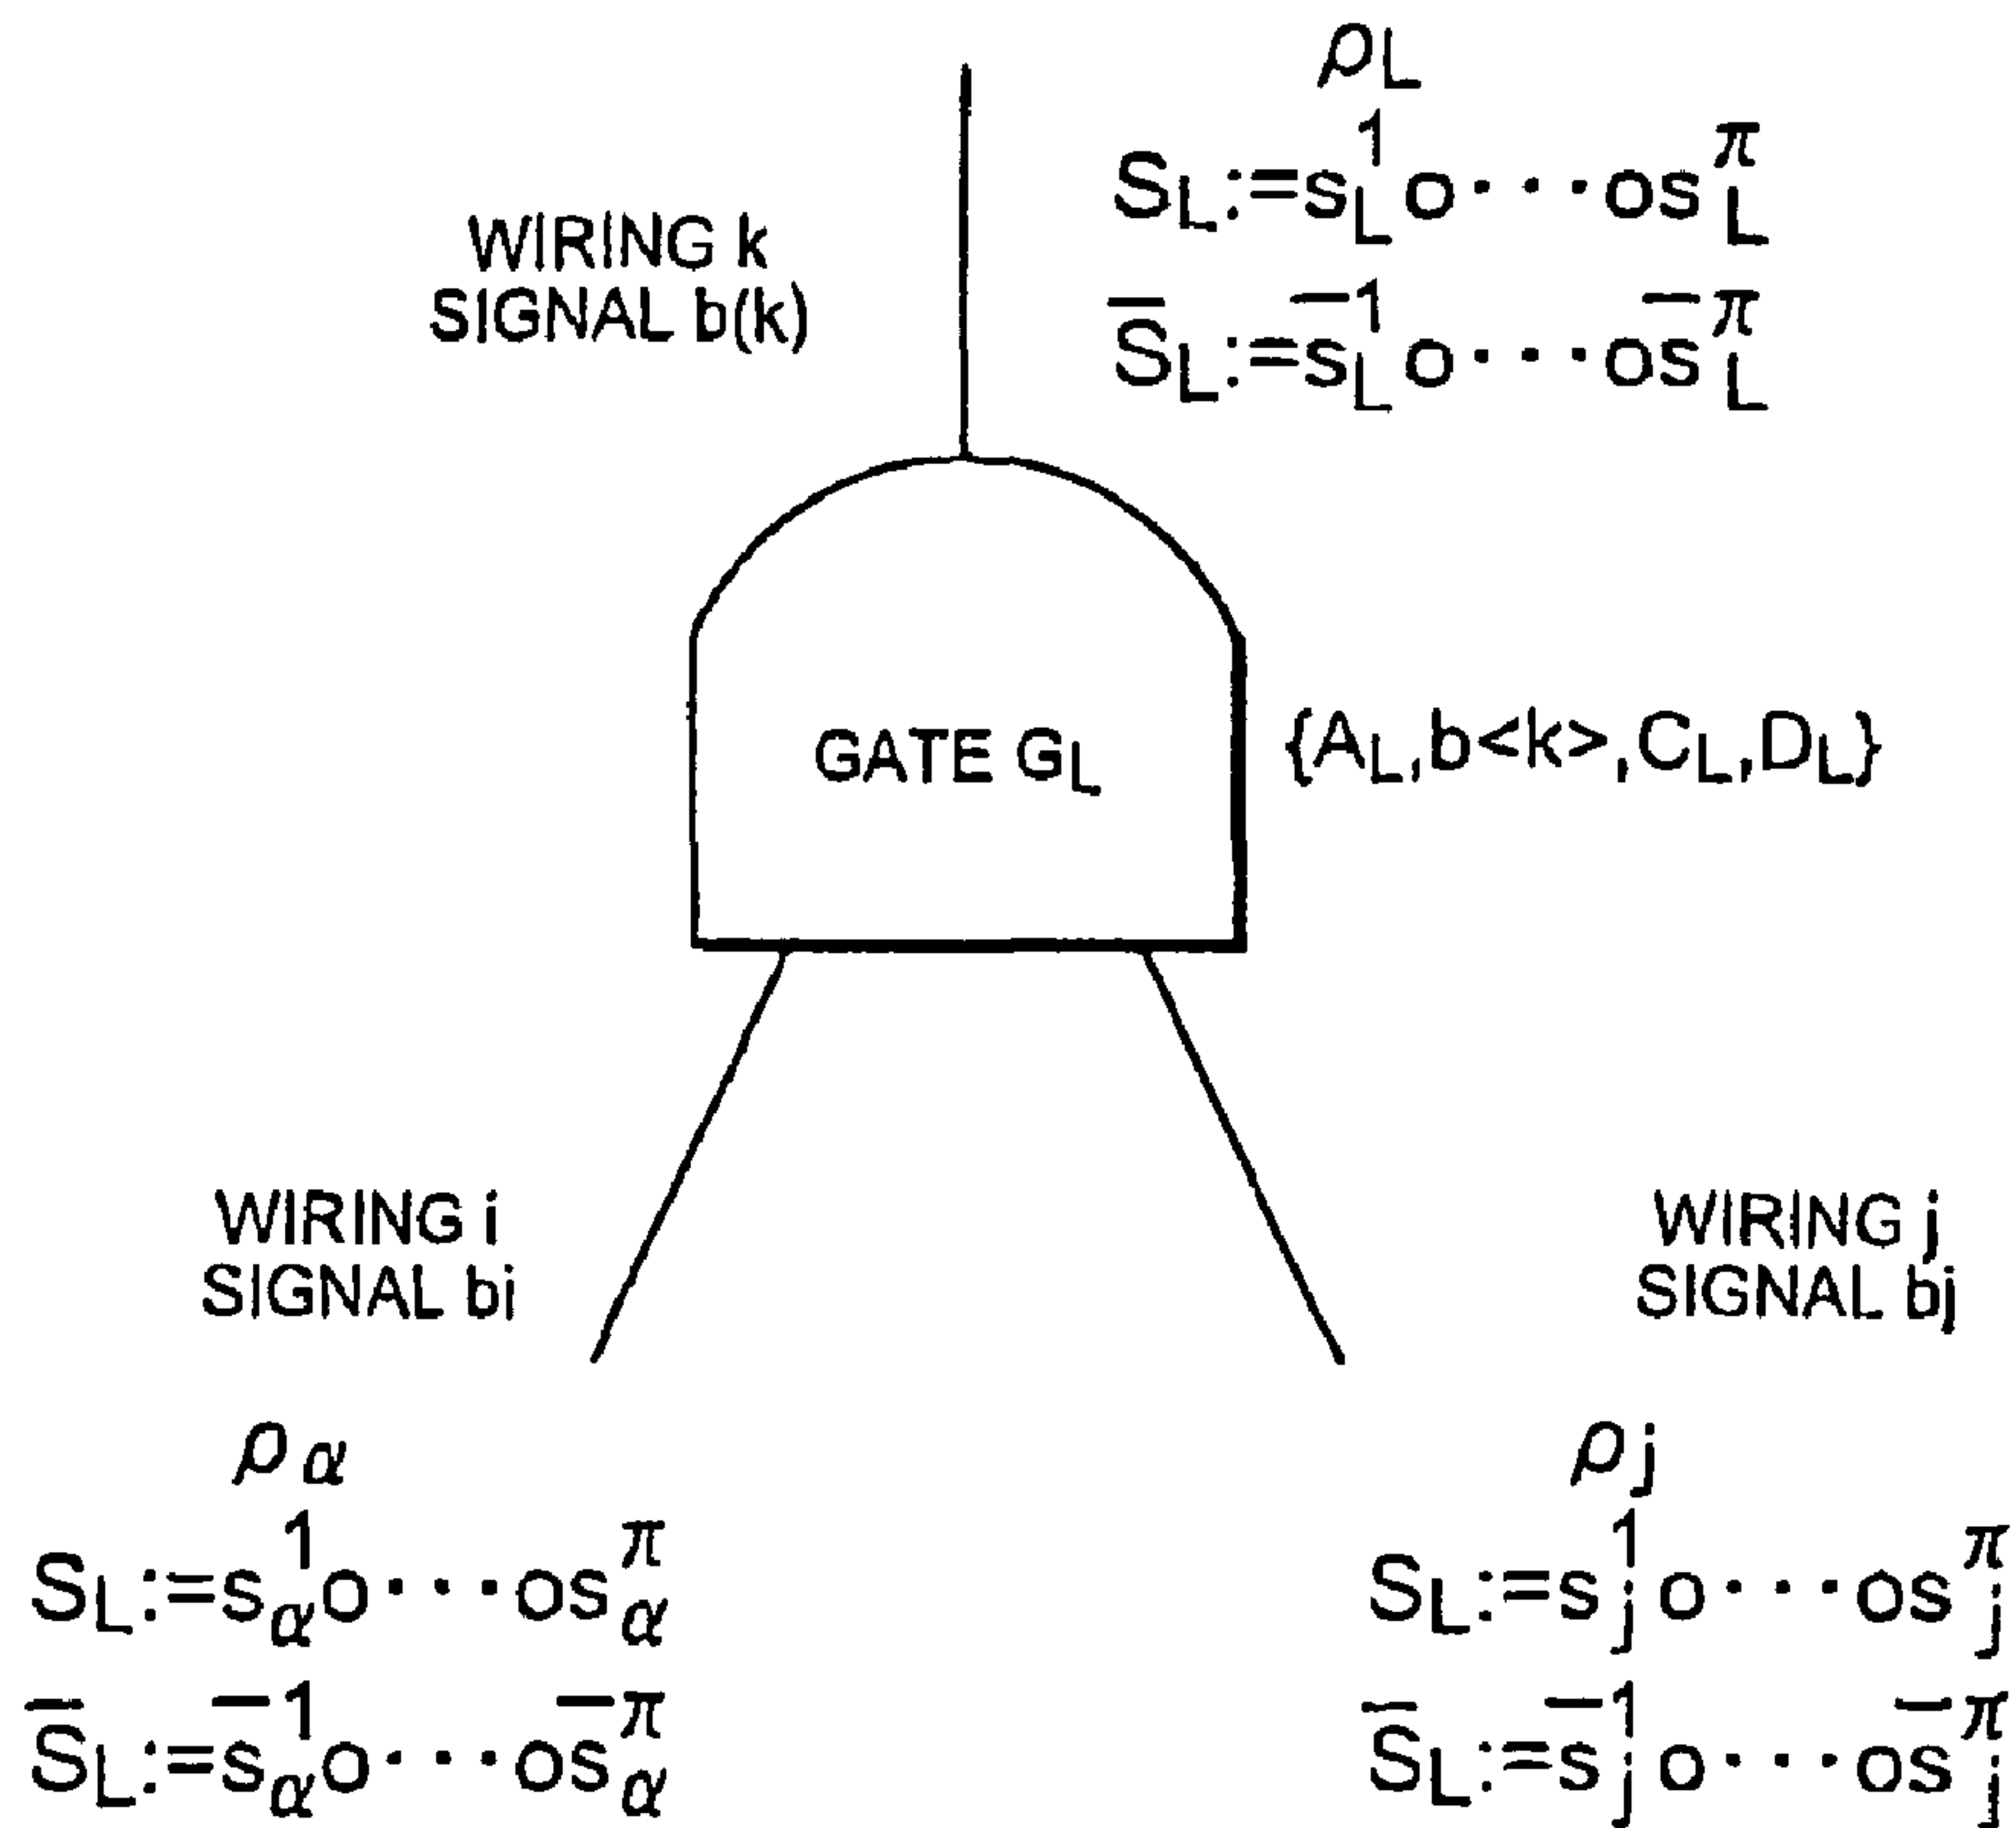 ρL
SL:=s1Lo···osπL
S̅L:=s̅1Lo···os̅πL
WIRING k
SIGNAL b(k)
GATE GL
{AL,b<k>,CL,DL}
WIRING i
SIGNAL bi
WIRING j
SIGNAL bj
ρα
SL:=s1αo···osπα
S̅L:=s̅1αo···os̅πα
ρj
SL:=s1jo···osπj
S̅L:=s̅1jo···os̅πj